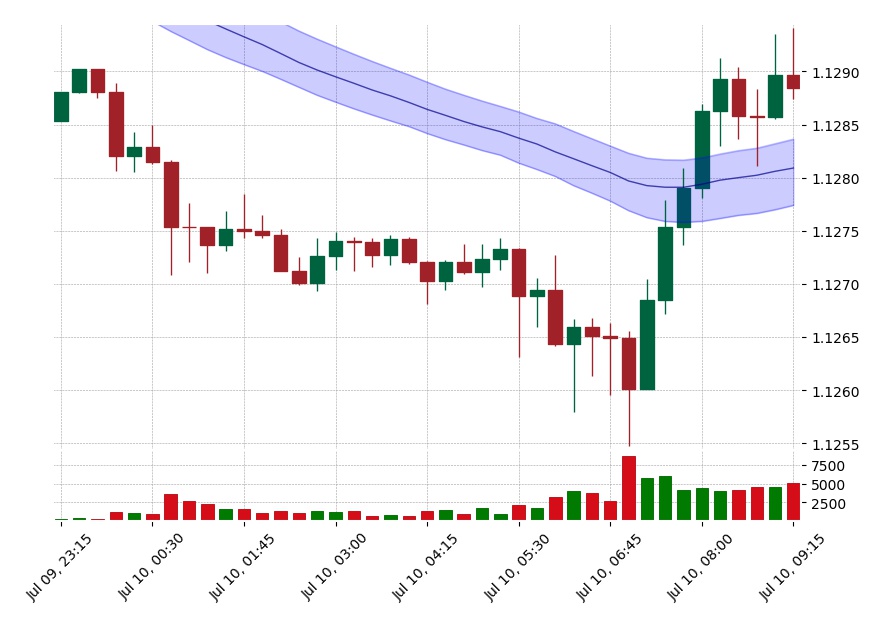 1.1290
1.1285
1.1280
1.1275
1.1270
1.1265
1.1260
1.1255
7500
5000
2500
Jul 09, 23:15
Jul 10, 00:30
Jul 10, 01:45
Jul 10, 03:00
Jul 10, 04:15
Jul 10, 05:30
Jul 10, 06:45
Jul 10, 08:00
Jul 10, 09:15